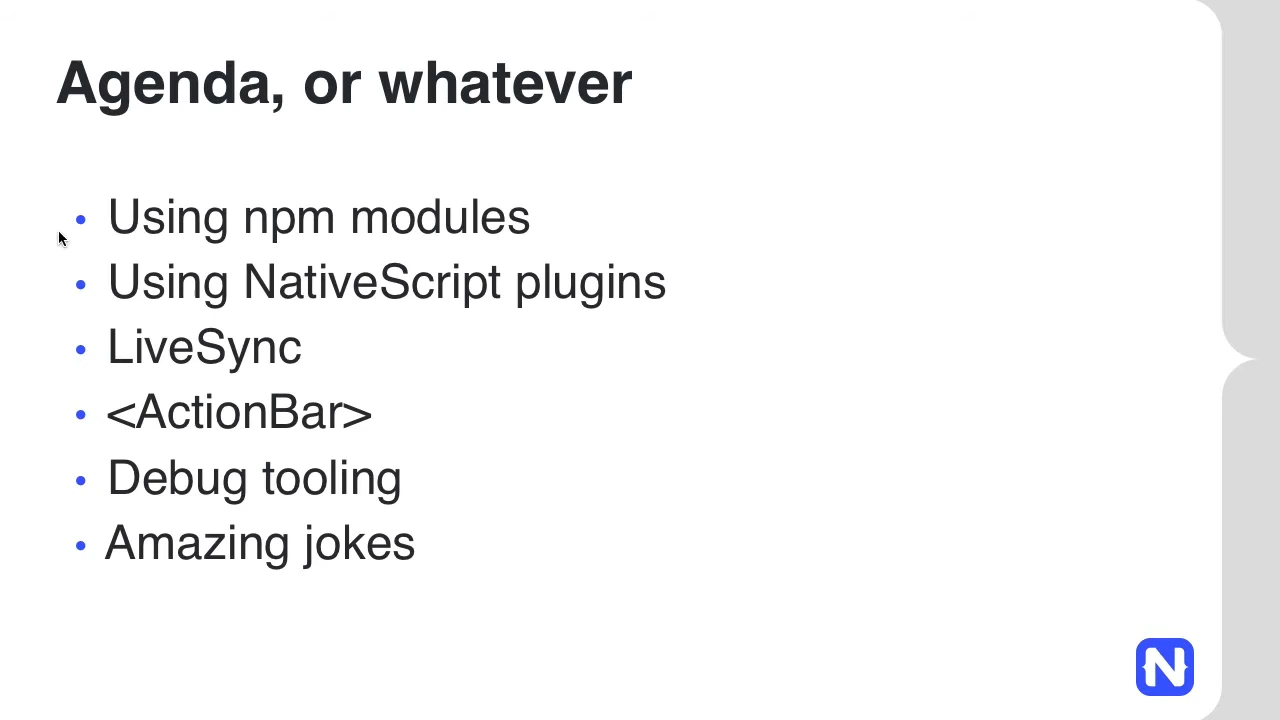 Agenda, or whatever
• Using npm modules
• Using NativeScript plugins
• LiveSync
• <ActionBar>
• Debug tooling
• Amazing jokes
N